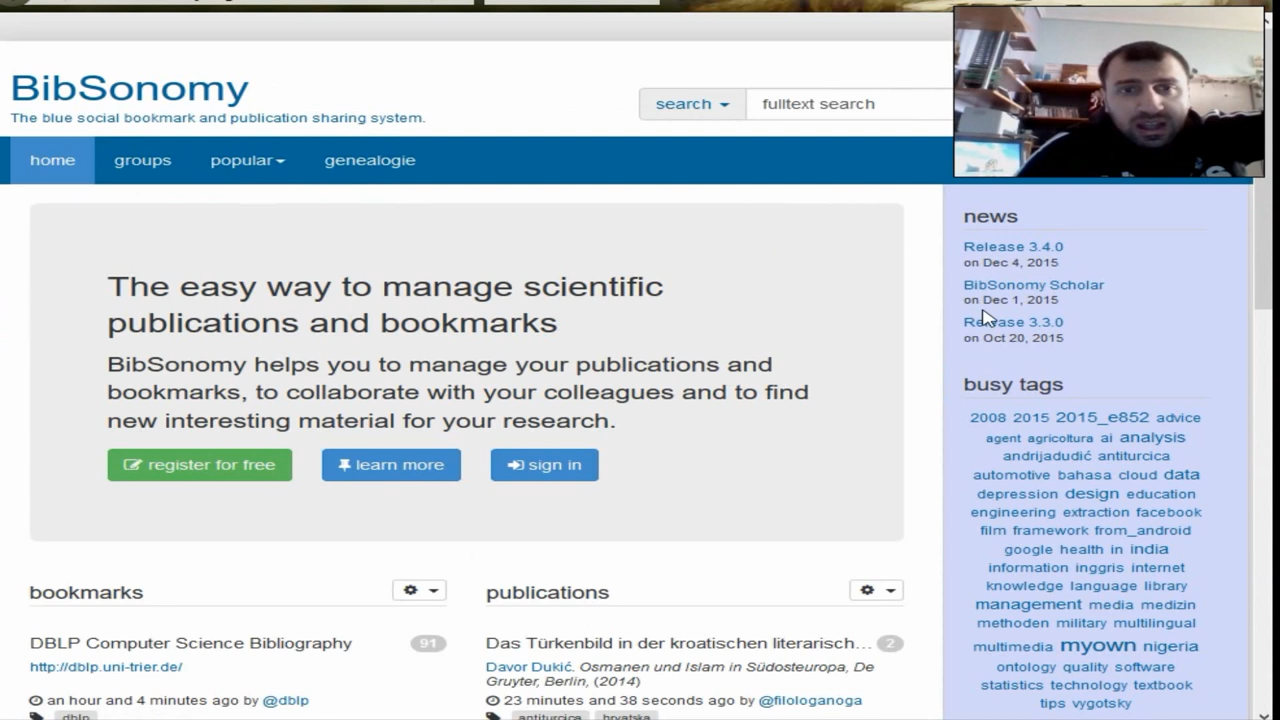 BibSonomy
The blue social bookmark and publication sharing system.
search
fulltext search
home groups popular genealogie
The easy way to manage scientific
publications and bookmarks
BibSonomy helps you to manage your publications and
bookmarks, to collaborate with your colleagues and to find
new interesting material for your research.
register for free learn more sign in
bookmarks
DBLP Computer Science Bibliography 91
http://dblp.uni-trier.de/
an hour and 4 minutes ago by @dblp
dblp
publications
Das Türkenbild in der kroatischen literarisch... 2
Davor Dukić. Osmanen und Islam in Südosteuropa, De
Gruyter, Berlin, (2014)
23 minutes and 38 seconds ago by @filologanoga
antiturcica hrvatska
news
Release 3.4.0
on Dec 4, 2015
BibSonomy Scholar
on Dec 1, 2015
Release 3.3.0
on Oct 20, 2015
busy tags
2008 2015 2015_e852 advice
agent agricoltura ai analysis
andrijadudić antiturcica
automotive bahasa cloud data
depression design education
engineering extraction facebook
film framework from_android
google health in india
information inggris internet
knowledge language library
management media medizin
methoden military multilingual
multimedia myown nigeria
ontology quality software
statistics technology textbook
tips vygotsky